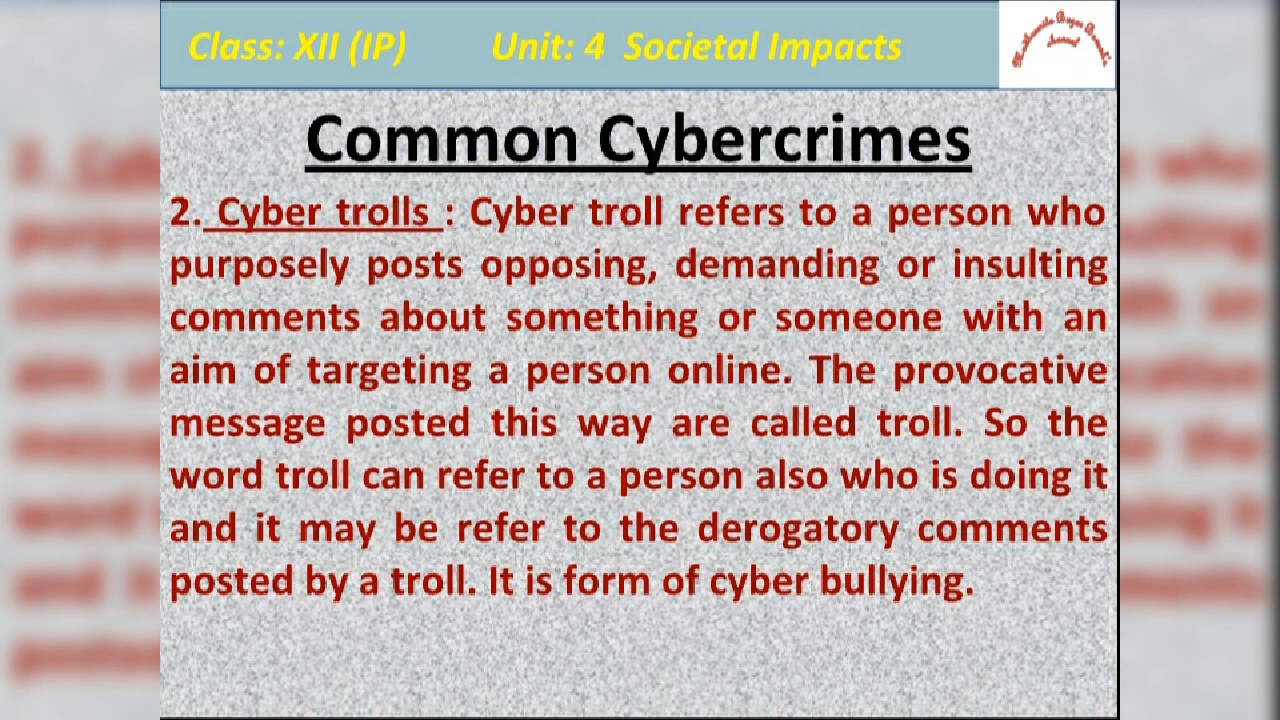 Class: XII (IP) Unit: 4 Societal Impacts
Common Cybercrimes
2. Cyber trolls : Cyber troll refers to a person who
purposely posts opposing, demanding or insulting
comments about something or someone with an
aim of targeting a person online. The provocative
message posted this way are called troll. So the
word troll can refer to a person also who is doing it
and it may be refer to the derogatory comments
posted by a troll. It is form of cyber bullying.